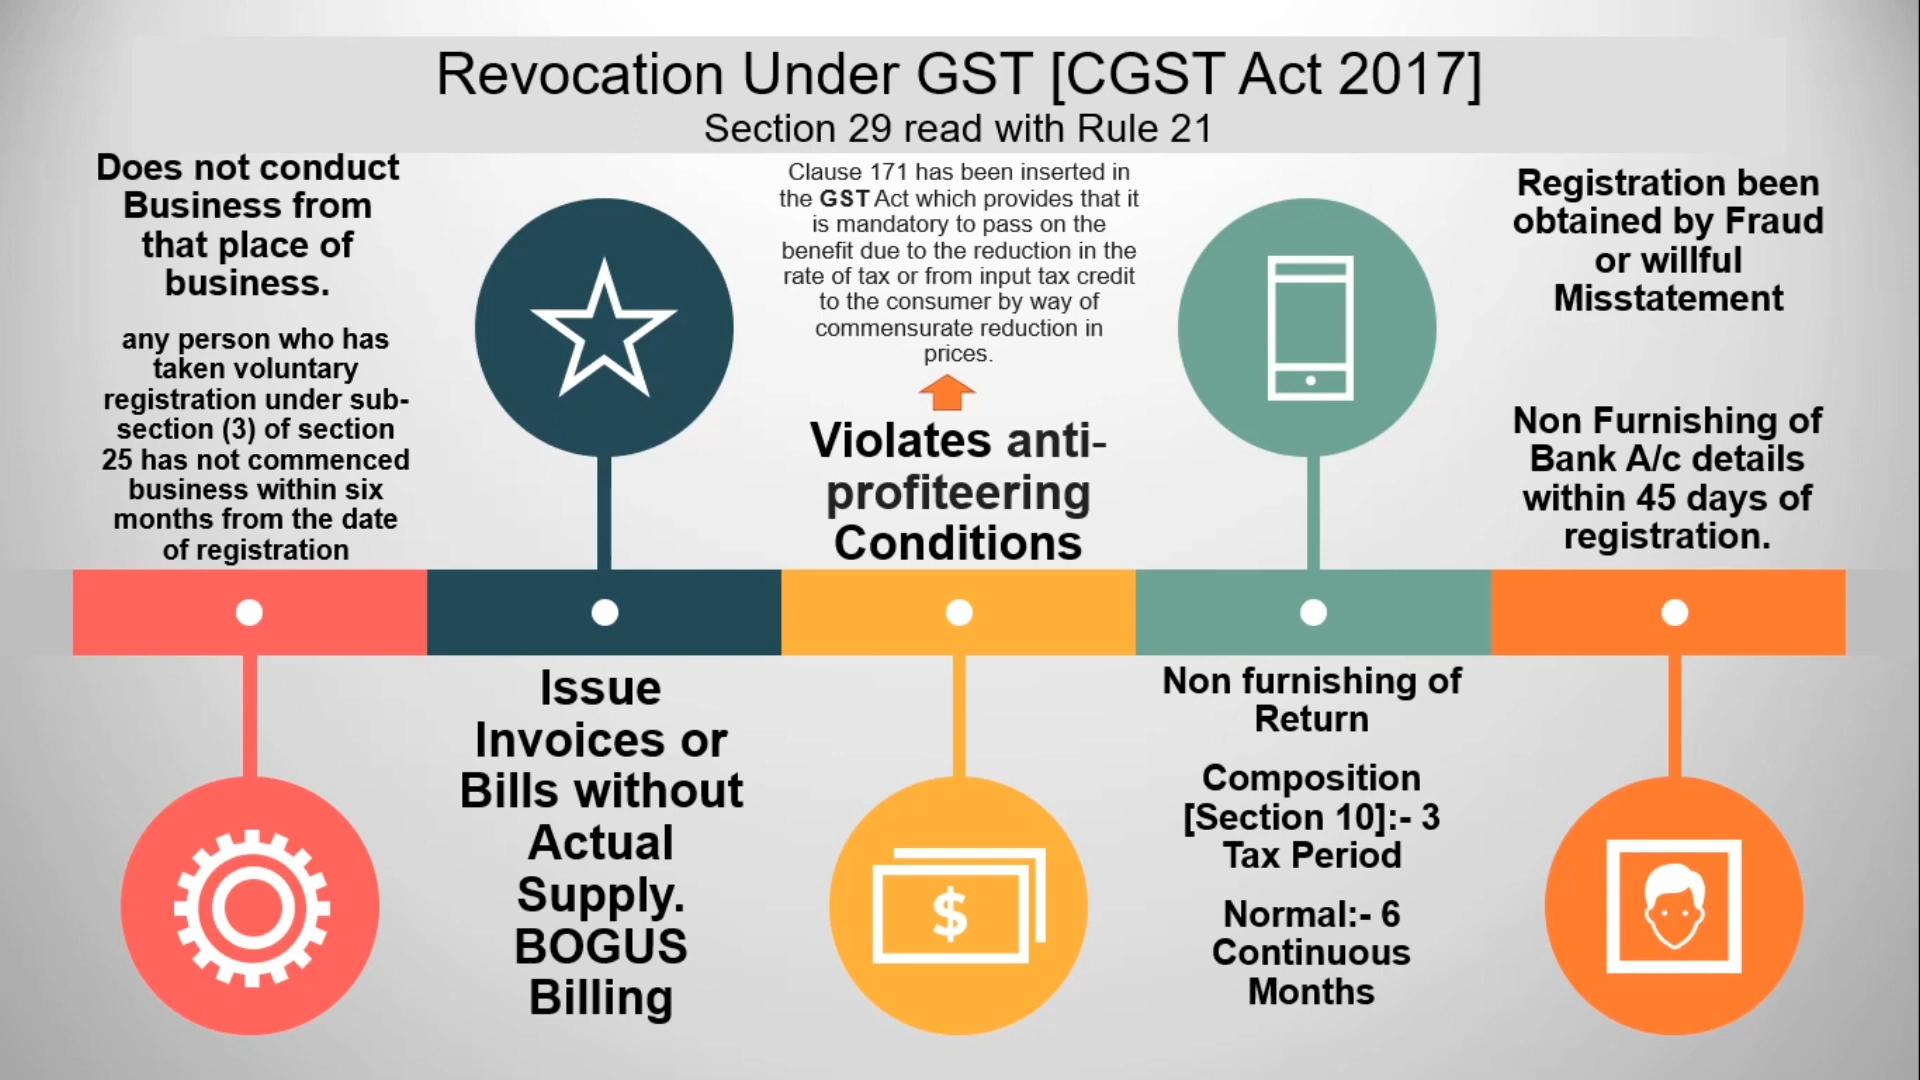 Revocation Under GST [CGST Act 2017]
Section 29 read with Rule 21
Does not conduct
Business from
that place of
business.
any person who has
taken voluntary
registration under sub-
section (3) of section
25 has not commenced
business within six
months from the date
of registration
Issue
Invoices or
Bills without
Actual
Supply.
BOGUS
Billing
Clause 171 has been inserted in
the GST Act which provides that it
is mandatory to pass on the
benefit due to the reduction in the
rate of tax or from input tax credit
to the consumer by way of
commensurate reduction in
prices.
Violates anti-
profiteering
Conditions
$
Non furnishing of
Return
Composition
[Section 10]:- 3
Tax Period
Normal:- 6
Continuous
Months
Registration been
obtained by Fraud
or willful
Misstatement
Non Furnishing of
Bank A/c details
within 45 days of
registration.